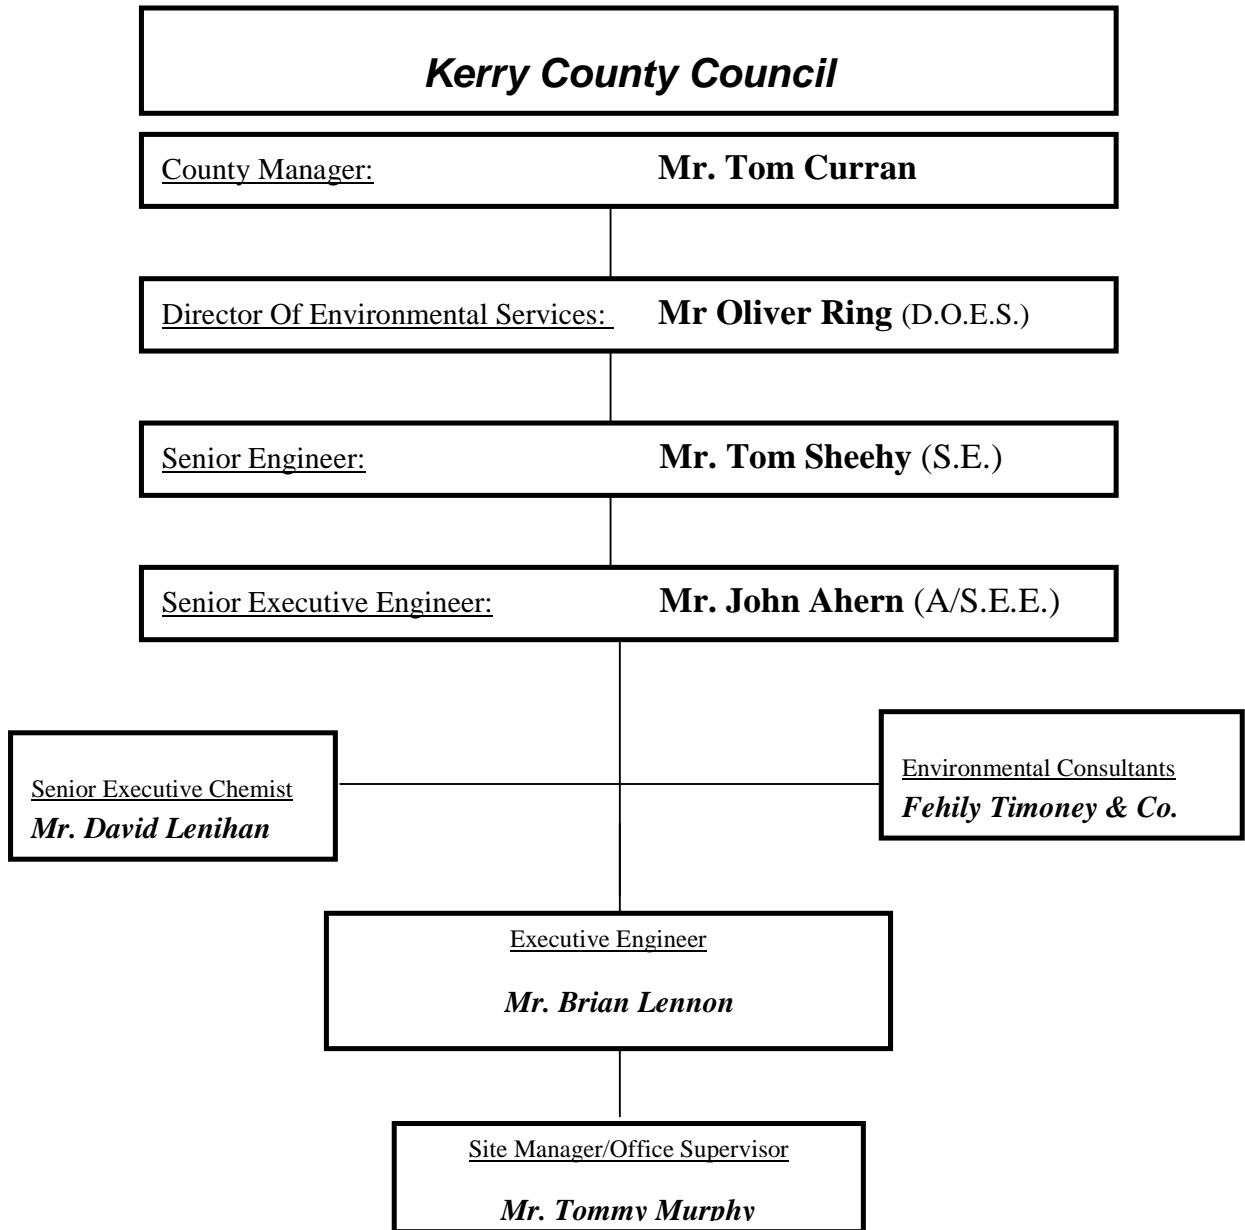 Kerry County Council
County Manager: Mr. Tom Curran
Director Of Environmental Services: Mr Oliver Ring (D.O.E.S.)
Senior Engineer: Mr. Tom Sheehy (S.E.)
Senior Executive Engineer: Mr. John Ahern (A/S.E.E.)
Senior Executive Chemist
Mr. David Lenihan
Environmental Consultants
Fehily Timoney & Co.
Executive Engineer
Mr. Brian Lennon
Site Manager/Office Supervisor
Mr. Tommy Murphy